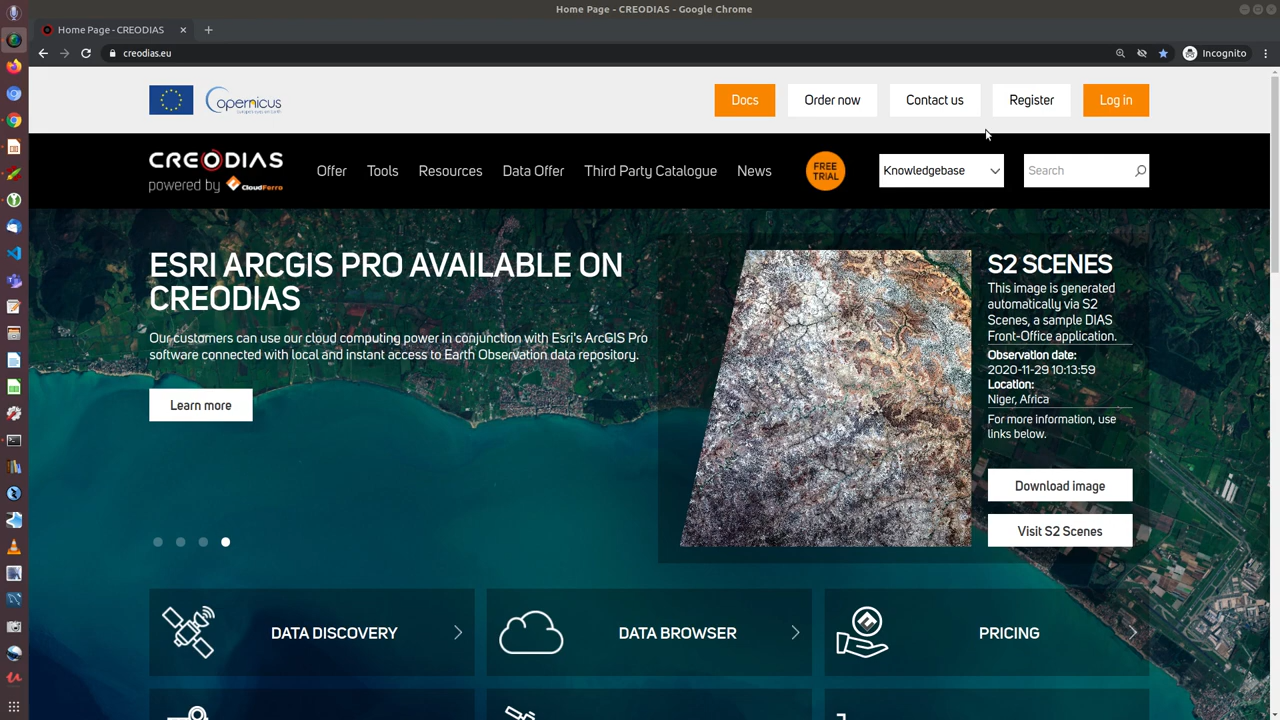 Home Page - CREODIAS - Google Chrome
Home Page - CREODIAS
creodias.eu
Incognito
opernicus
Docs
Order now
Contact us
Register
Log in
CREODIAS
powered by CloudFerro
Offer
Tools
Resources
Data Offer
Third Party Catalogue
News
FREE
TRIAL
Knowledgebase
Search
ESRI ARCGIS PRO AVAILABLE ON
CREODIAS
Our customers can use our cloud computing power in conjunction with Esri's ArcGIS Pro
software connected with local and instant access to Earth Observation data repository.
Learn more
S2 SCENES
This image is generated
automatically via S2
Scenes, a sample DIAS
Front-Office application.
Observation date:
2020-11-29 10:13:59
Location:
Niger, Africa
For more information, use
links below.
Download image
Visit S2 Scenes
DATA DISCOVERY
DATA BROWSER
PRICING